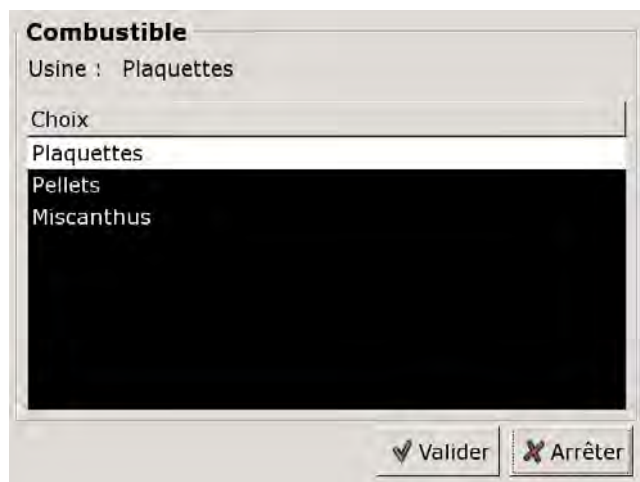 Combustible
Usine : Plaquettes
Choix
Plaquettes
Pellets
Miscanthus
Valider Arrêter